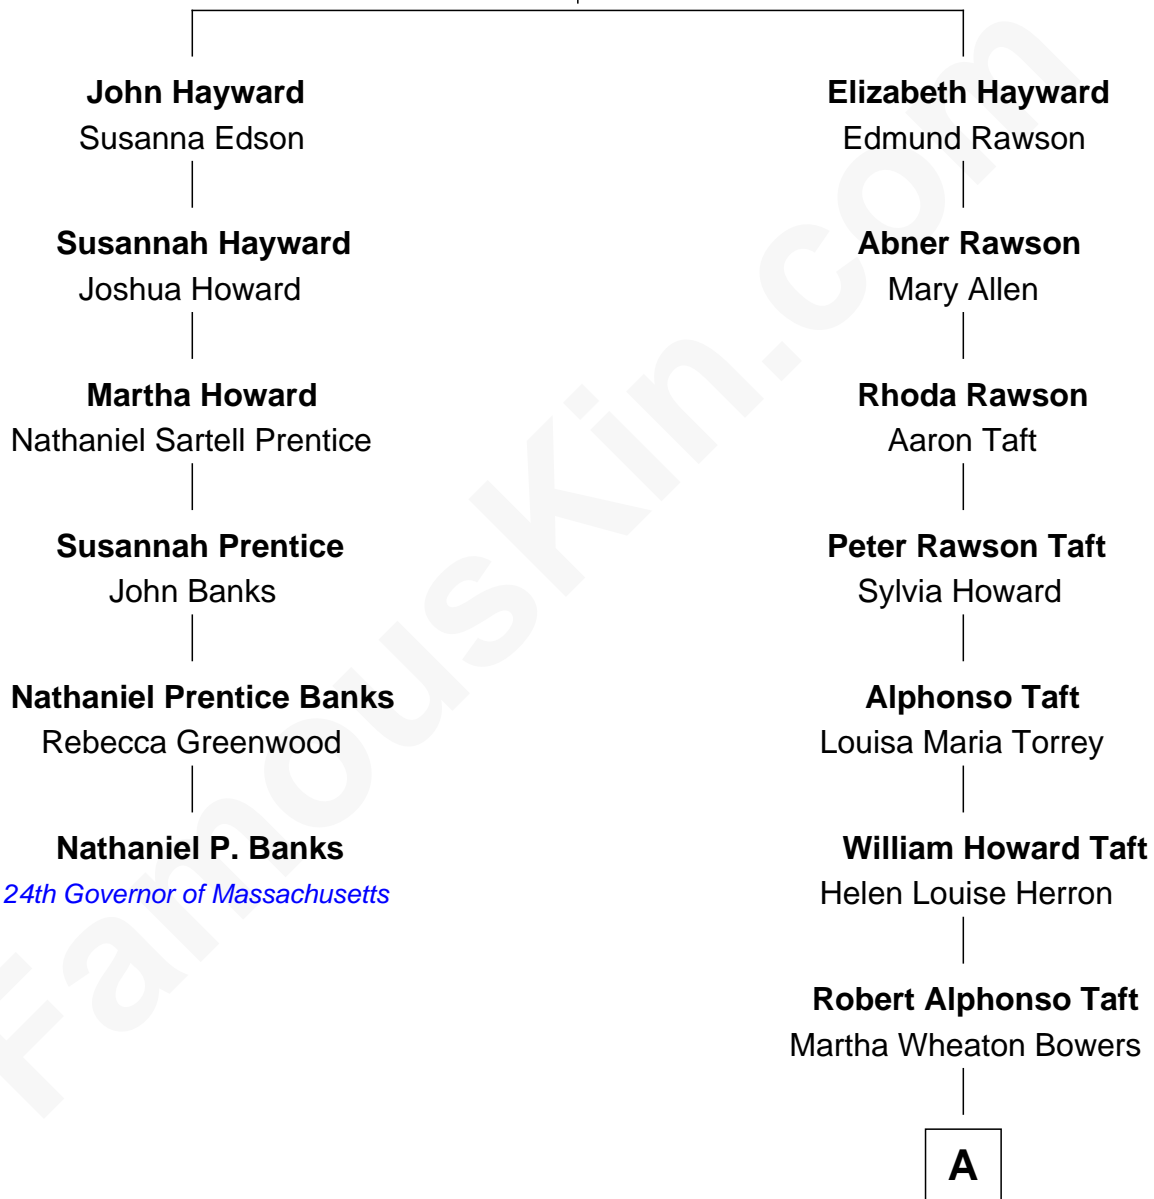 John Hayward
Susanna Edson
Susannah Hayward
Joshua Howard
Martha Howard
Nathaniel Sartell Prentice
Susannah Prentice
John Banks
Nathaniel Prentice Banks
Rebecca Greenwood
Nathaniel P. Banks
24th Governor of Massachusetts
Elizabeth Hayward
Edmund Rawson
Abner Rawson
Mary Allen
Rhoda Rawson
Aaron Taft
Peter Rawson Taft
Sylvia Howard
Alphonso Taft
Louisa Maria Torrey
William Howard Taft
Helen Louise Herron
Robert Alphonso Taft
Martha Wheaton Bowers
A
FamousKin.com